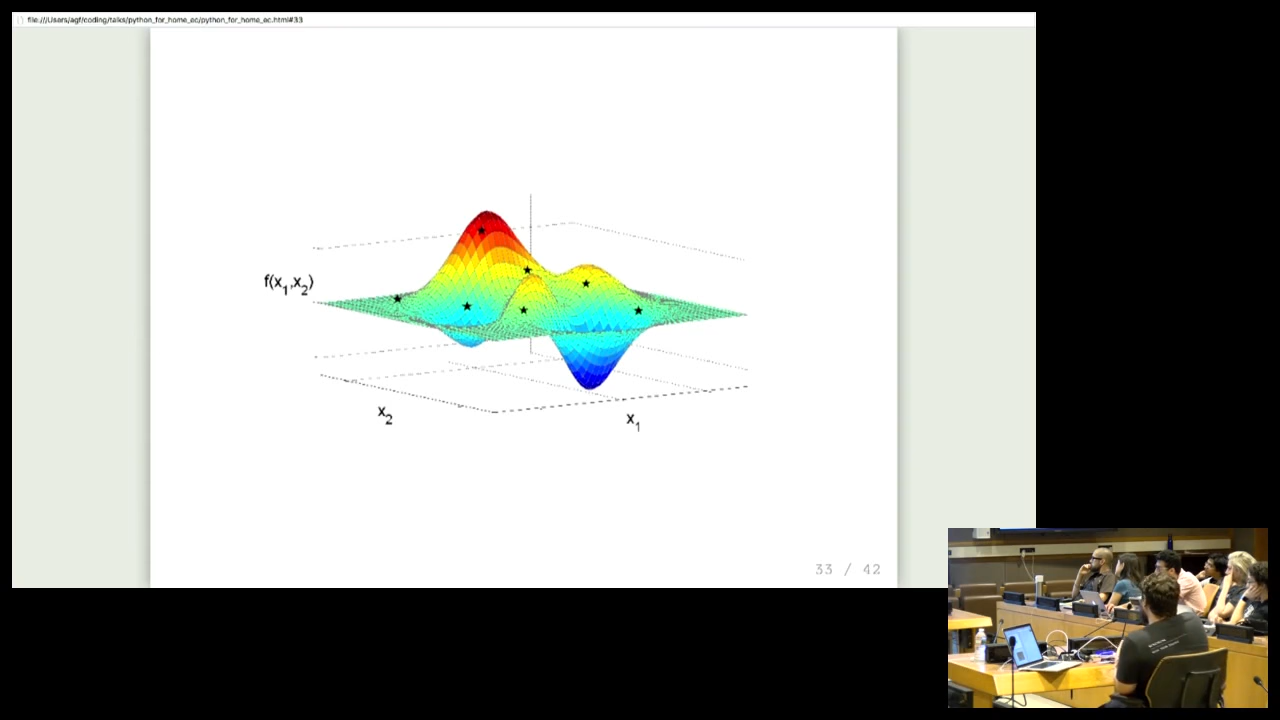 file:///Users/agf/coding/talks/python_for_home_ec/python_for_home_ec.html#33
f(x1,x2)
x2
x1
33 / 42